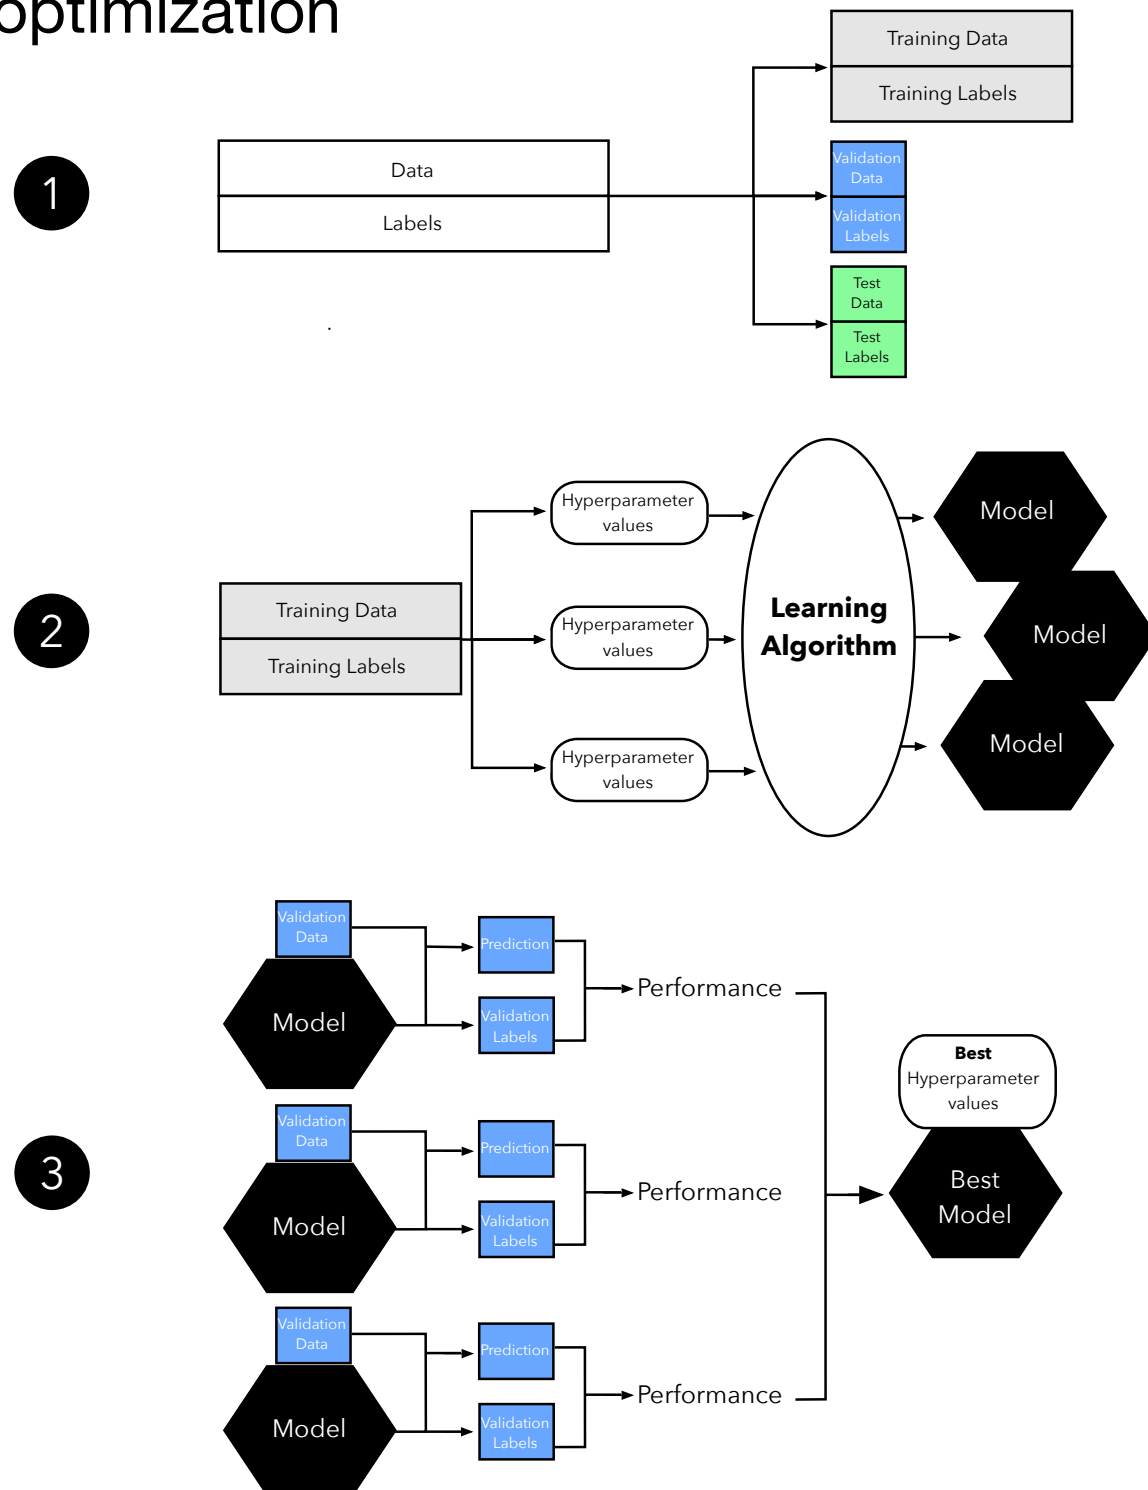 optimization
Training Data
Training Labels
1
Data
Labels
Validation
Data
Validation
Labels
Test
Data
Test
Labels
2
Training Data
Training Labels
Hyperparameter
values
Hyperparameter
values
Hyperparameter
values
Learning
Algorithm
Model
Model
Model
3
Validation
Data
Model
Prediction
Validation
Labels
Performance
Validation
Data
Model
Prediction
Validation
Labels
Performance
Validation
Data
Model
Prediction
Validation
Labels
Performance
Best
Hyperparameter
values
Best
Model